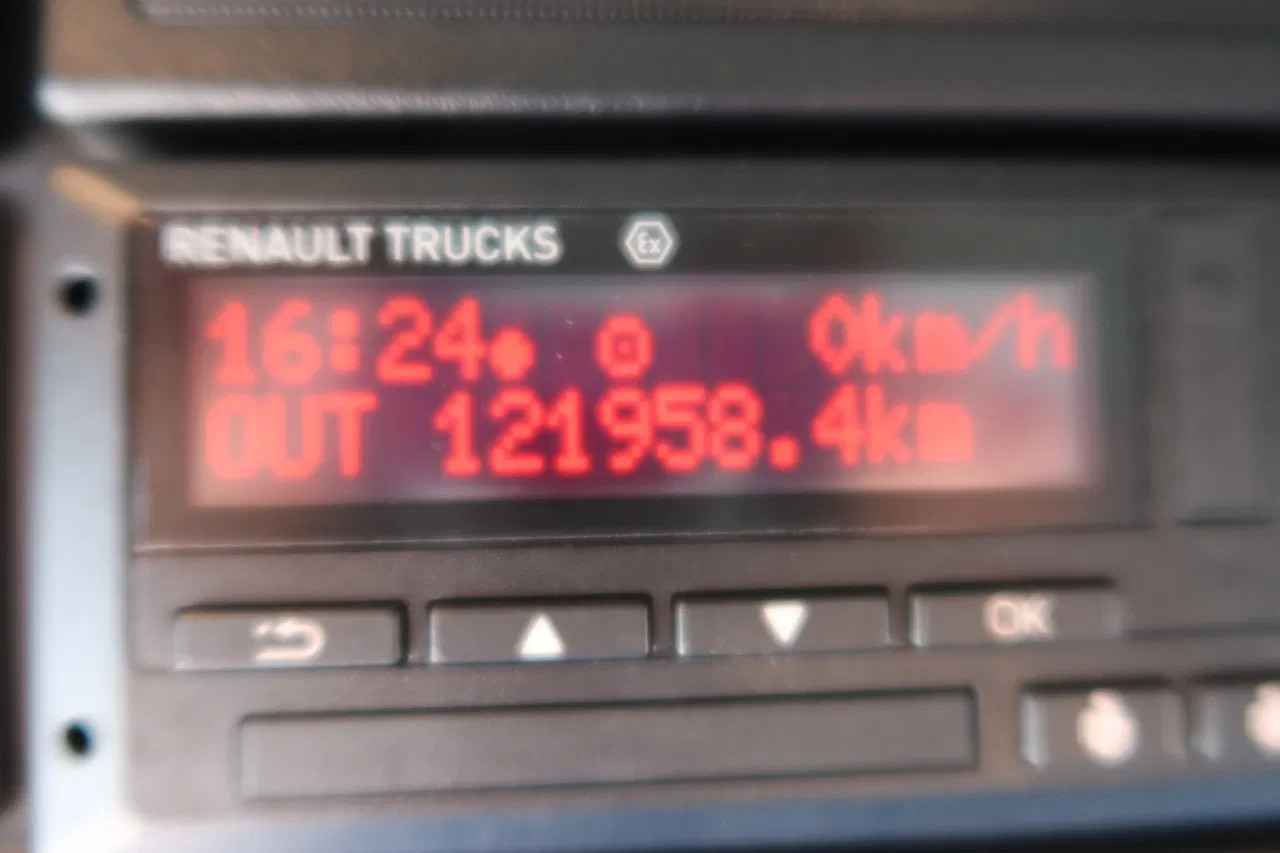 RENAULT TRUCKS Ex
16:24 0km/h
OUT 121958.4km
OK